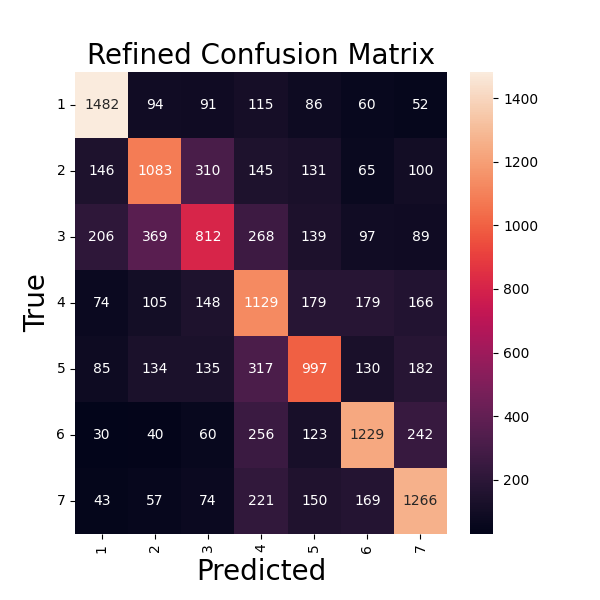 Refined Confusion Matrix
1 1482 94 91 115 86 60 52
2 146 1083 310 145 131 65 100
3 206 369 812 268 139 97 89
4 74 105 148 1129 179 179 166
5 85 134 135 317 997 130 182
6 30 40 60 256 123 1229 242
7 43 57 74 221 150 169 1266
1 2 3 4 5 6 7
True
Predicted
1400
1200
1000
800
600
400
200